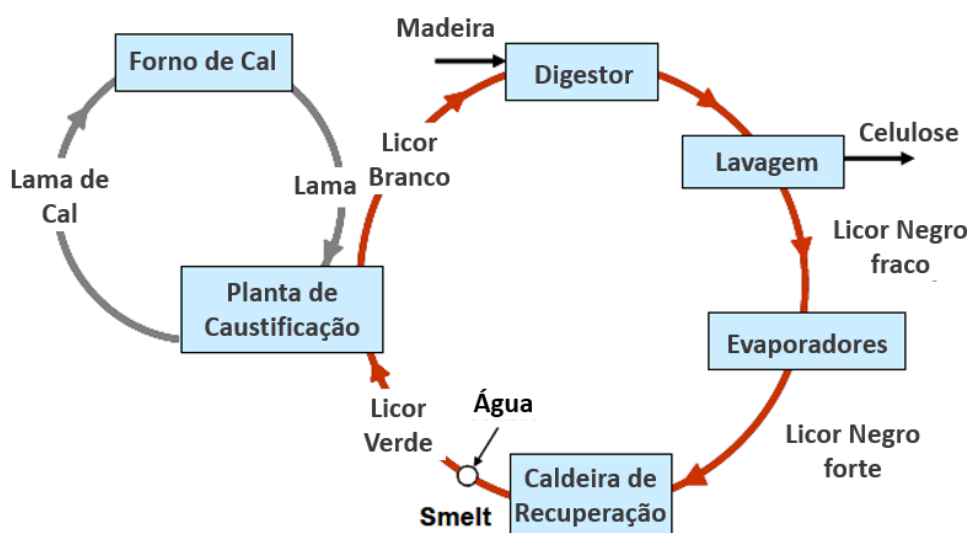 Madeira
Forno de Cal
Digestor
Celulose
Licor
Branco
Lavagem
Lama de
Cal
Lama
Licor Negro
fraco
Planta de
Caustificação
Evaporadores
Água
Licor
Verde
Licor Negro
forte
Caldeira de
Recuperação
Smelt